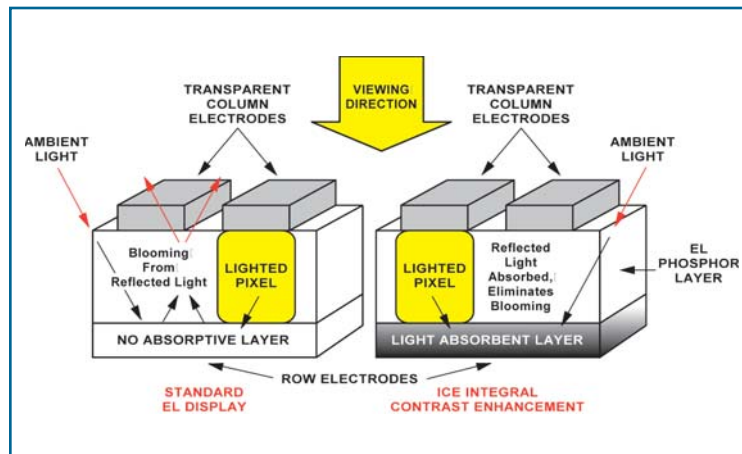 TRANSPARENT
COLUMN
ELECTRODES
VIEWING
DIRECTION
TRANSPARENT
COLUMN
ELECTRODES
AMBIENT
LIGHT
AMBIENT
LIGHT
Blooming
From
Reflected Light
LIGHTED
PIXEL
LIGHTED
PIXEL
Reflected
Light
Absorbed,
Eliminates
Blooming
EL
PHOSPHOR
LAYER
NO ABSORPTIVE LAYER
LIGHT ABSORBENT LAYER
ROW ELECTRODES
STANDARD
EL DISPLAY
ICE INTEGRAL
CONTRAST ENHANCEMENT